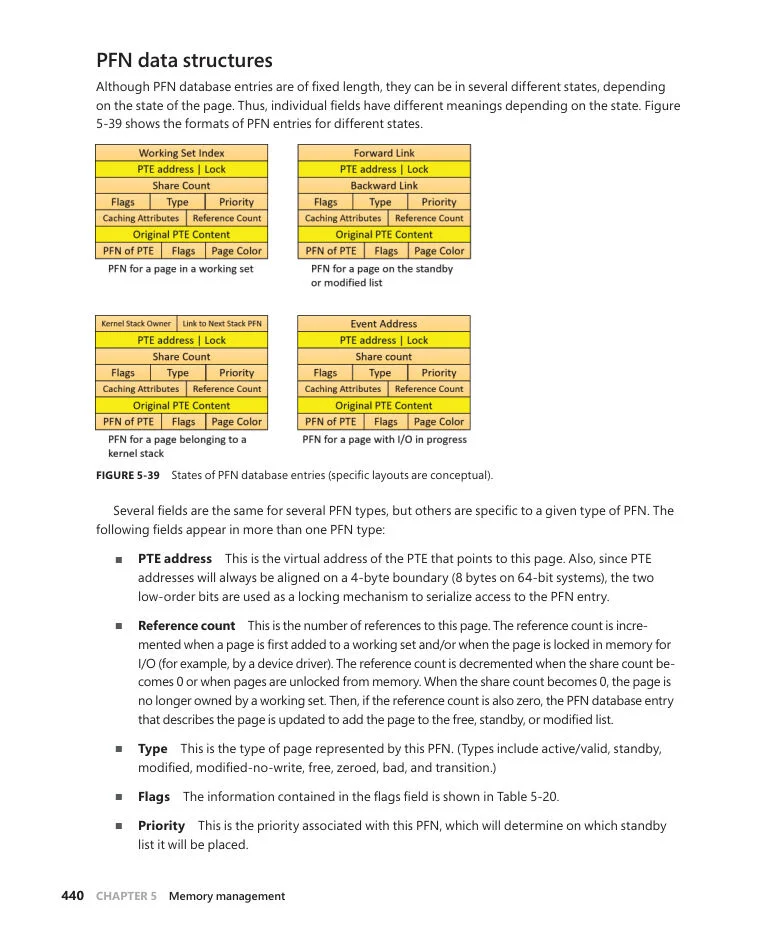 PFN data structures
Although PFN database entries are of fixed length, they can be in several different states, depending
on the state of the page. Thus, individual fields have different meanings depending on the state. Figure
5-39 shows the formats of PFN entries for different states.
Working Set Index
PTE address | Lock
Share Count
Flags Type Priority
Caching Attributes Reference Count
Original PTE Content
PFN of PTE Flags Page Color
PFN for a page in a working set
Forward Link
PTE address | Lock
Backward Link
Flags Type Priority
Caching Attributes Reference Count
Original PTE Content
PFN of PTE Flags Page Color
PFN for a page on the standby
or modified list
Kernel Stack Owner Link to Next Stack PFN
PTE address | Lock
Share Count
Flags Type Priority
Caching Attributes Reference Count
Original PTE Content
PFN of PTE Flags Page Color
PFN for a page belonging to a
kernel stack
Event Address
PTE address | Lock
Share count
Flags Type Priority
Caching Attributes Reference Count
Original PTE Content
PFN of PTE Flags Page Color
PFN for a page with I/O in progress
FIGURE 5-39 States of PFN database entries (specific layouts are conceptual).
Several fields are the same for several PFN types, but others are specific to a given type of PFN. The
following fields appear in more than one PFN type:
■ PTE address This is the virtual address of the PTE that points to this page. Also, since PTE
addresses will always be aligned on a 4-byte boundary (8 bytes on 64-bit systems), the two
low-order bits are used as a locking mechanism to serialize access to the PFN entry.
■ Reference count This is the number of references to this page. The reference count is incre-
mented when a page is first added to a working set and/or when the page is locked in memory for
I/O (for example, by a device driver). The reference count is decremented when the share count be-
comes 0 or when pages are unlocked from memory. When the share count becomes 0, the page is
no longer owned by a working set. Then, if the reference count is also zero, the PFN database entry
that describes the page is updated to add the page to the free, standby, or modified list.
■ Type This is the type of page represented by this PFN. (Types include active/valid, standby,
modified, modified-no-write, free, zeroed, bad, and transition.)
■ Flags The information contained in the flags field is shown in Table 5-20.
■ Priority This is the priority associated with this PFN, which will determine on which standby
list it will be placed.
440 CHAPTER 5 Memory management